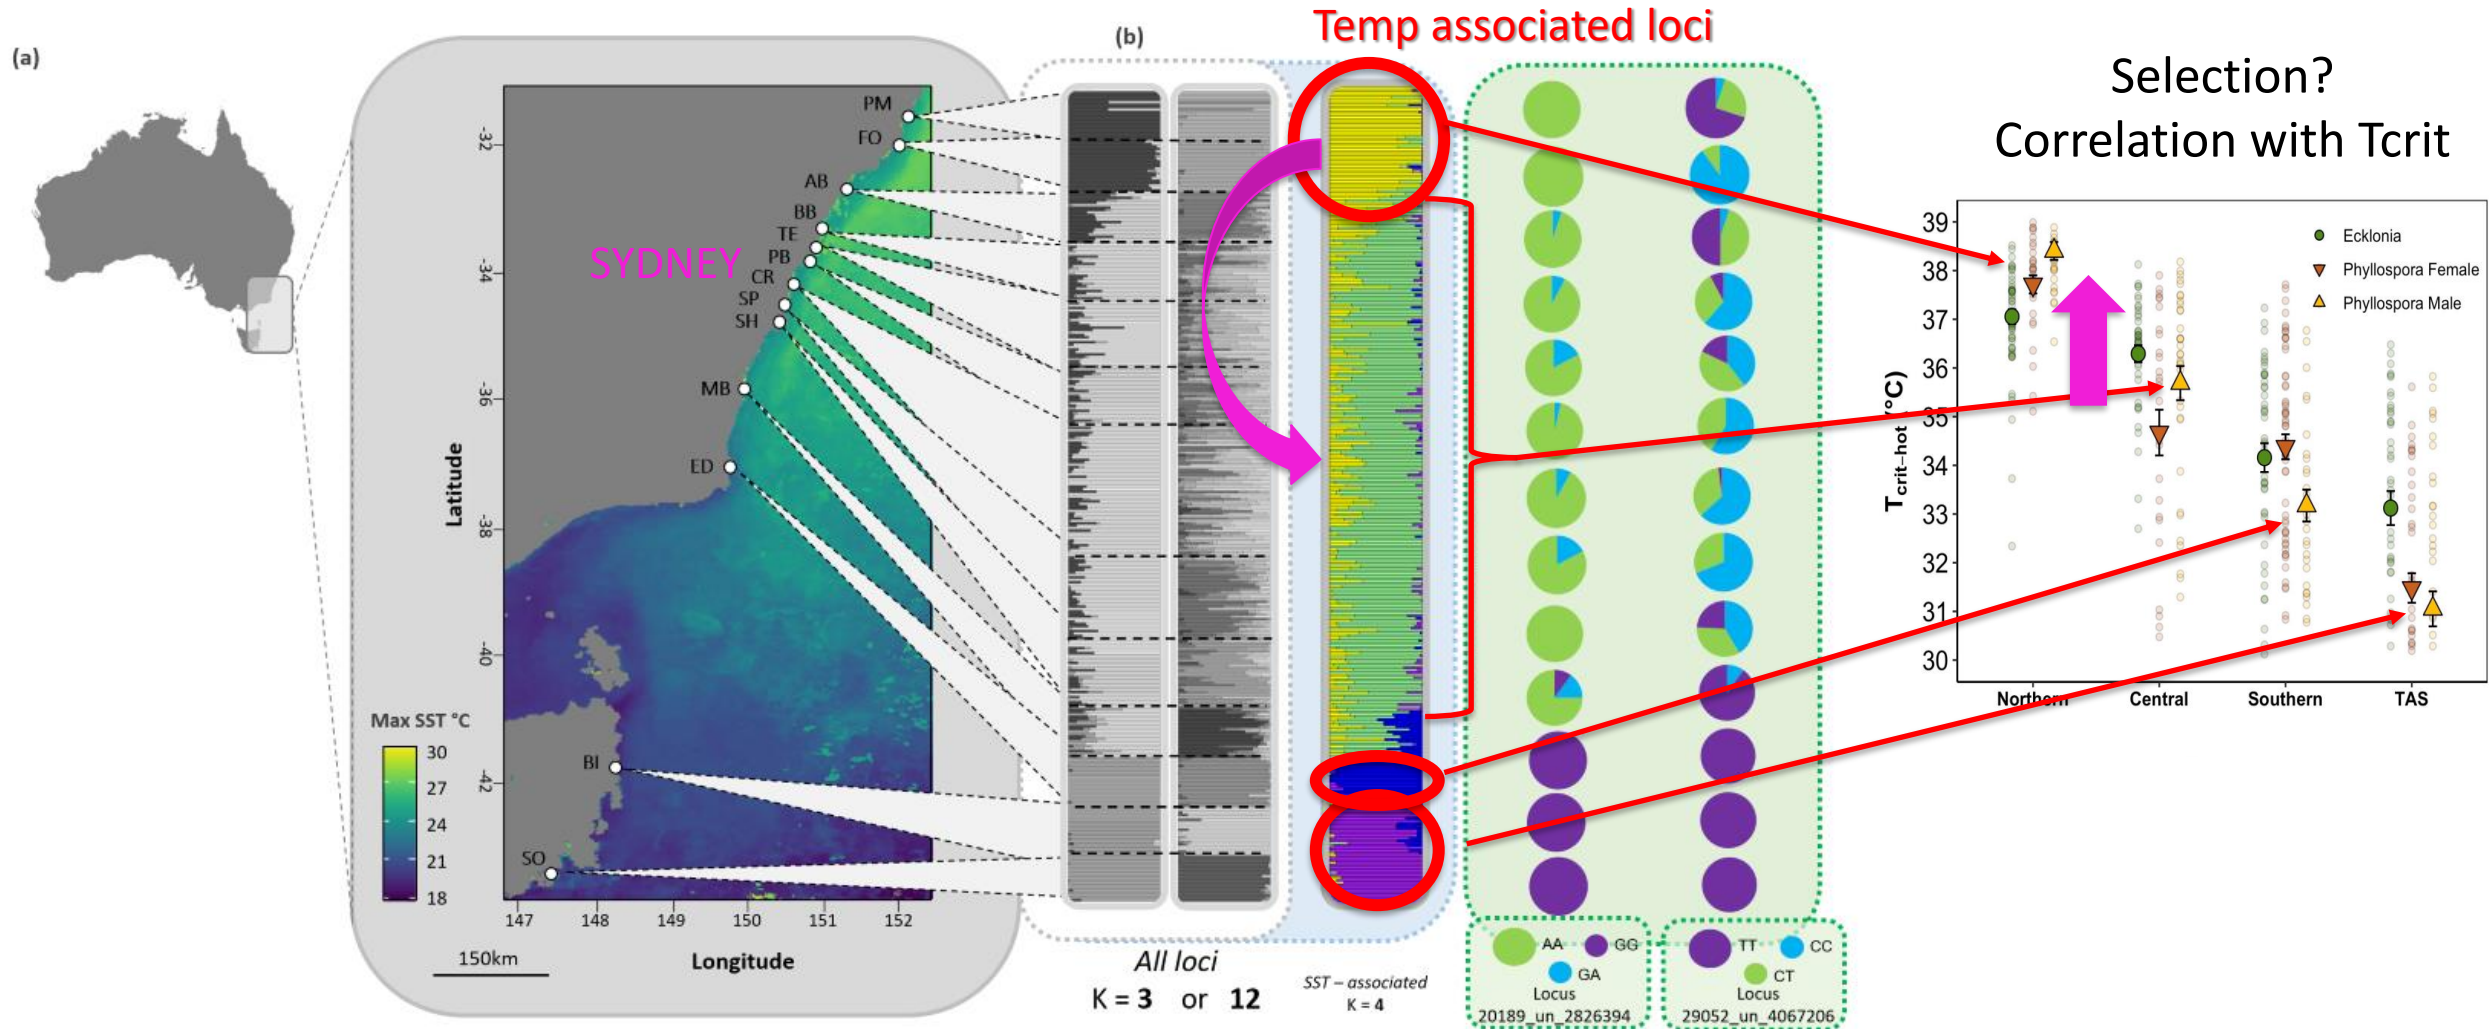 (a)
(b)
Temp associated loci
Selection?
Correlation with Tcrit
PM
FO
AB
BB
TE
PB
CR
SP
SH
MB
ED
BI
SO
SYDNEY
-32
-34
-36
-38
-40
-42
Latitude
Max SST °C
30
27
24
21
18
147
148
149
150
151
152
150km
Longitude
All loci
K = 3 or 12
SST – associated
K = 4
AA
GG
GA
Locus
20189_un_2826394
TT
CC
CT
Locus
29052_un_4067206
39
38
37
36
35
34
33
32
31
30
Tcrit–hot (°C)
Ecklonia
Phyllospora Female
Phyllospora Male
Northern
Central
Southern
TAS